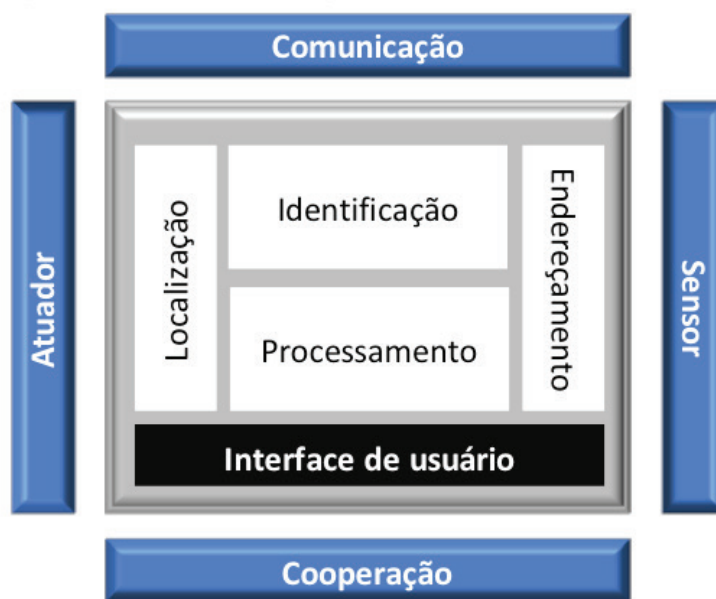 Comunicação
Atuador
Localização
Identificação
Processamento
Endereçamento
Sensor
Interface de usuário
Cooperação